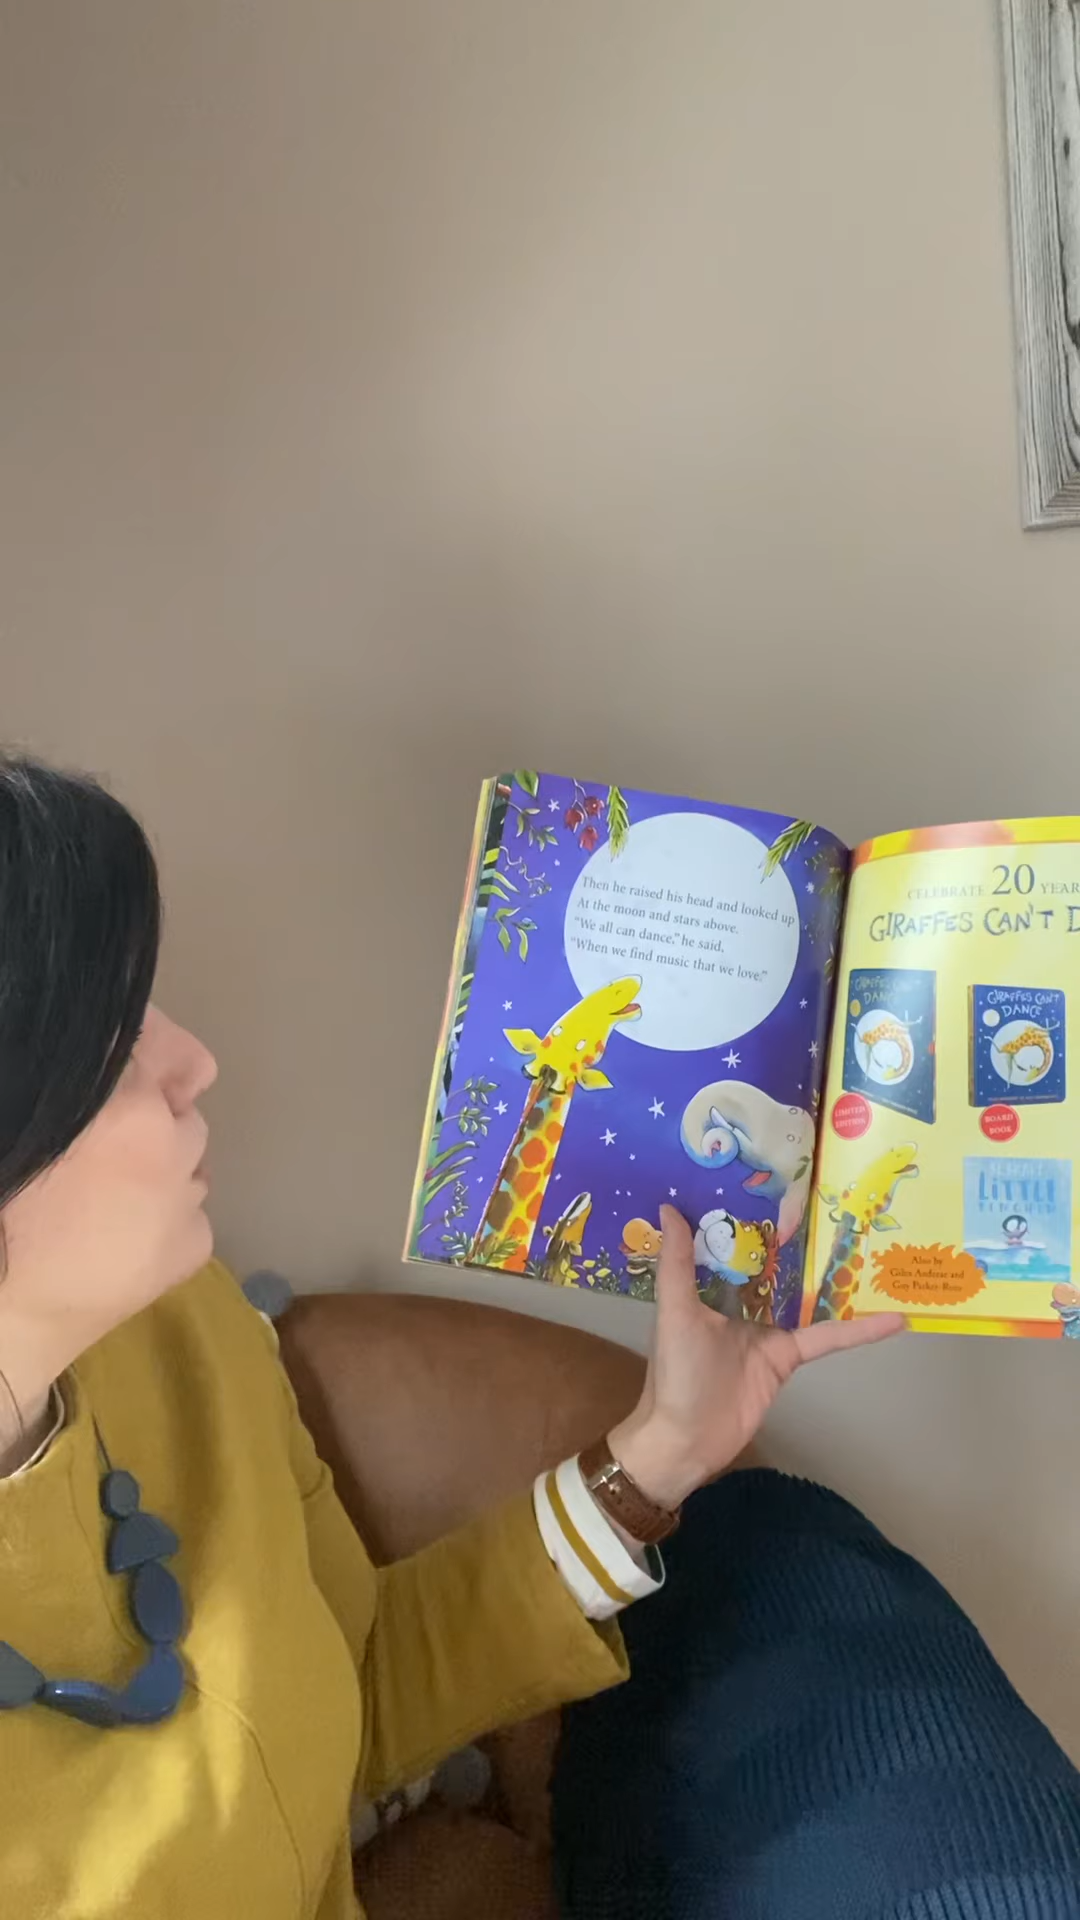 Then he raised his head and looked up
At the moon and stars above.
"We all can dance," he said,
"When we find music that we love."
CELEBRATE 20 YEAR
GIRAFFES CAN'T D
GIRAFFES CAN'T
DANCE
GIRAFFES CAN'T
DANCE
LIMITED
EDITION
BOARD
BOOK
LITTLE
Also by
Giles Andreae and
Guy Parker-Rees